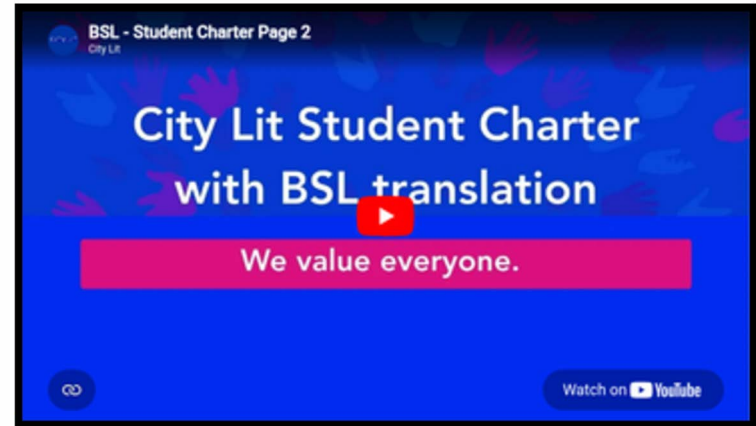 BSL - Student Charter Page 2
City Lit
City Lit Student Charter
with BSL translation
We value everyone.
Watch on YouTube